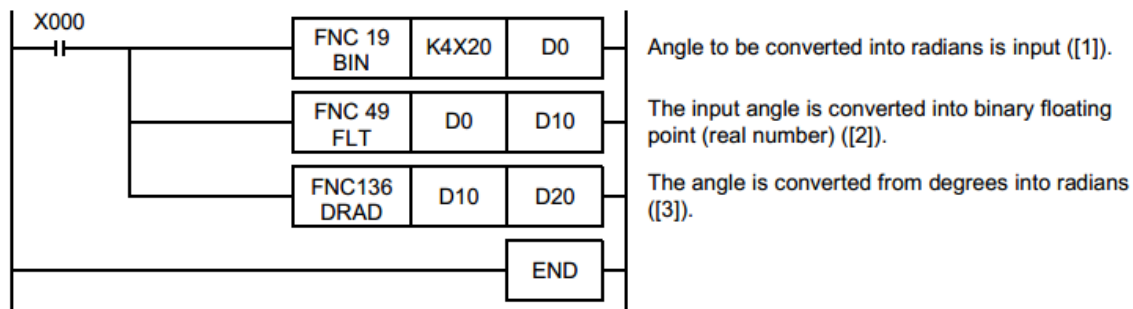 X000
FNC 19
BIN
K4X20
D0
Angle to be converted into radians is input ([1]).
FNC 49
FLT
D0
D10
The input angle is converted into binary floating
point (real number) ([2]).
FNC136
DRAD
D10
D20
The angle is converted from degrees into radians
([3]).
END